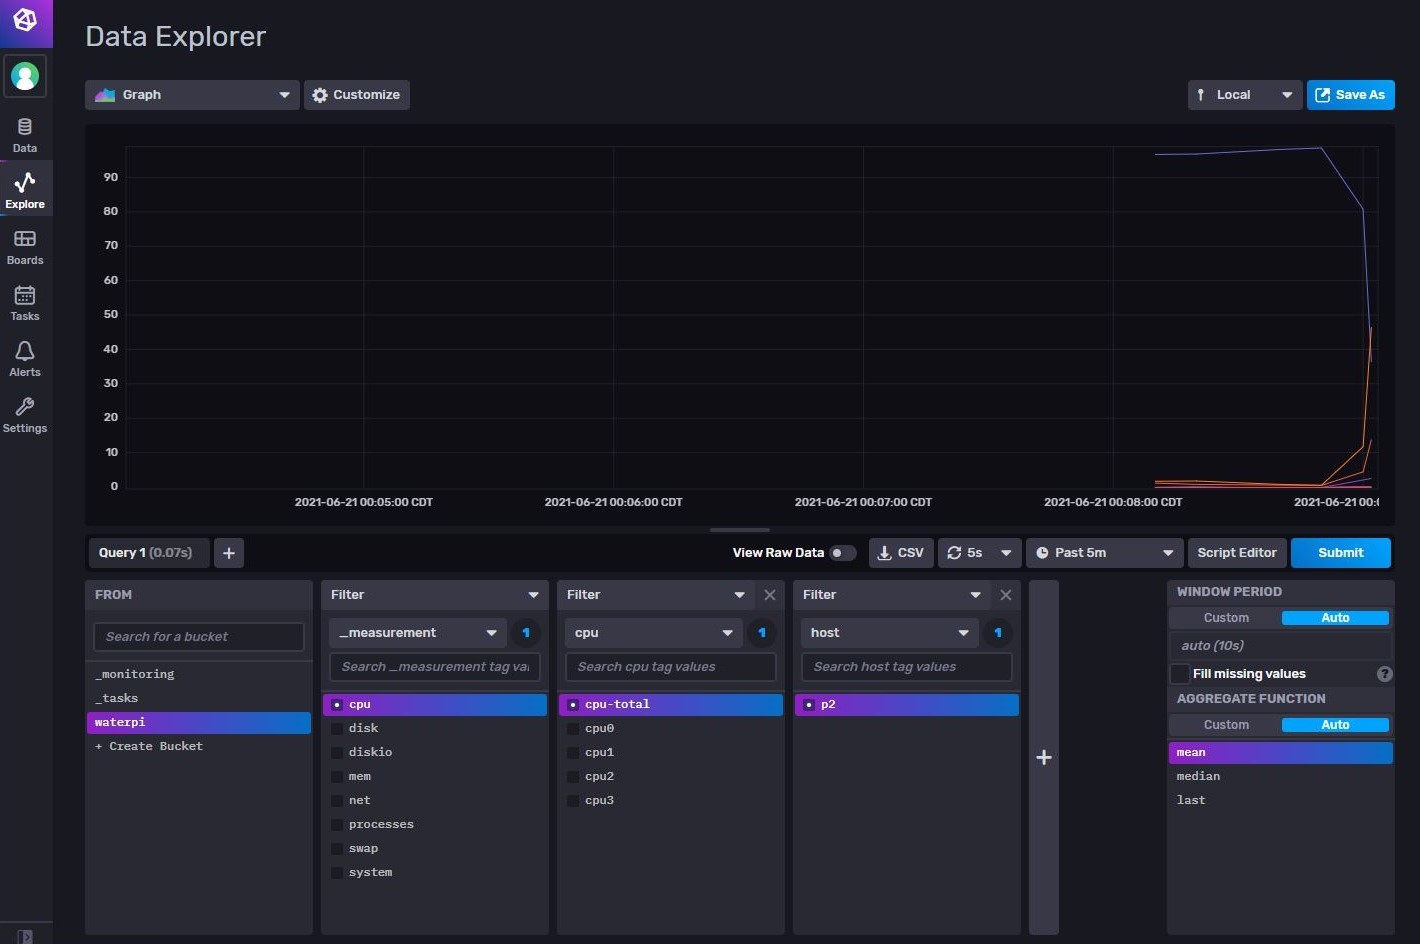 Data Explorer
Graph
Customize
Local
Save As
Data
Explore
Boards
Tasks
Alerts
Settings
90
80
70
60
50
40
30
20
10
0
2021-06-21 00:05:00 CDT
2021-06-21 00:06:00 CDT
2021-06-21 00:07:00 CDT
2021-06-21 00:08:00 CDT
2021-06-21 00:0
Query 1 (0.07s)
+
View Raw Data
CSV
5s
Past 5m
Script Editor
Submit
FROM
Search for a bucket
_monitoring
_tasks
waterpi
+ Create Bucket
Filter
_measurement
1
Search _measurement tag va
cpu
disk
diskio
mem
net
processes
swap
system
Filter
cpu
1
Search cpu tag values
cpu-total
cpu0
cpu1
cpu2
cpu3
Filter
host
1
Search host tag values
p2
+
WINDOW PERIOD
Custom
Auto
auto (10s)
Fill missing values
?
AGGREGATE FUNCTION
Custom
Auto
mean
median
last